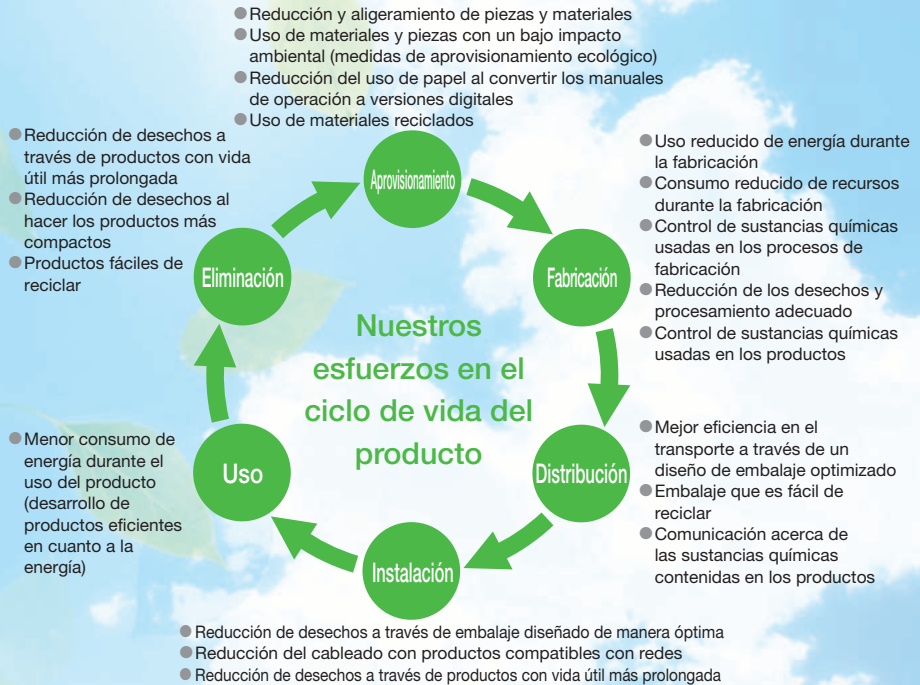 ● Reducción y aligeramiento de piezas y materiales
● Uso de materiales y piezas con un bajo impacto
ambiental (medidas de aprovisionamiento ecológico)
● Reducción del uso de papel al convertir los manuales
de operación a versiones digitales
● Uso de materiales reciclados
Aprovisionamiento
● Uso reducido de energía durante
la fabricación
● Consumo reducido de recursos
durante la fabricación
● Control de sustancias químicas
usadas en los procesos de
fabricación
● Reducción de los desechos y
procesamiento adecuado
● Control de sustancias químicas
usadas en los productos
Fabricación
● Mejor eficiencia en el
transporte a través de un
diseño de embalaje optimizado
● Embalaje que es fácil de
reciclar
● Comunicación acerca de
las sustancias químicas
contenidas en los productos
Distribución
Instalación
● Reducción de desechos a través de embalaje diseñado de manera óptima
● Reducción del cableado con productos compatibles con redes
● Reducción de desechos a través de productos con vida útil más prolongada
Uso
● Menor consumo de
energía durante el
uso del producto
(desarrollo de
productos eficientes
en cuanto a la
energía)
Eliminación
● Reducción de desechos a
través de productos con vida
útil más prolongada
● Reducción de desechos al
hacer los productos más
compactos
● Productos fáciles de
reciclar
Nuestros
esfuerzos en el
ciclo de vida del
producto